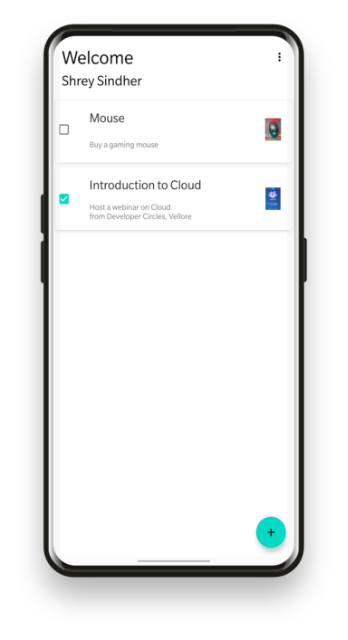 Welcome
Shrey Sindher
Mouse
Buy a gaming mouse
Introduction to Cloud
Host a webinar on Cloud
from Developer Circles, Vellore
+